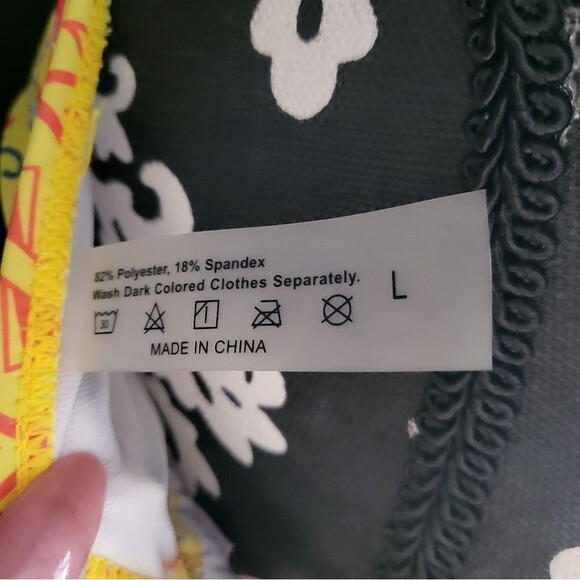 82% Polyester, 18% Spandex
Wash Dark Colored Clothes Separately.
L
30
MADE IN CHINA